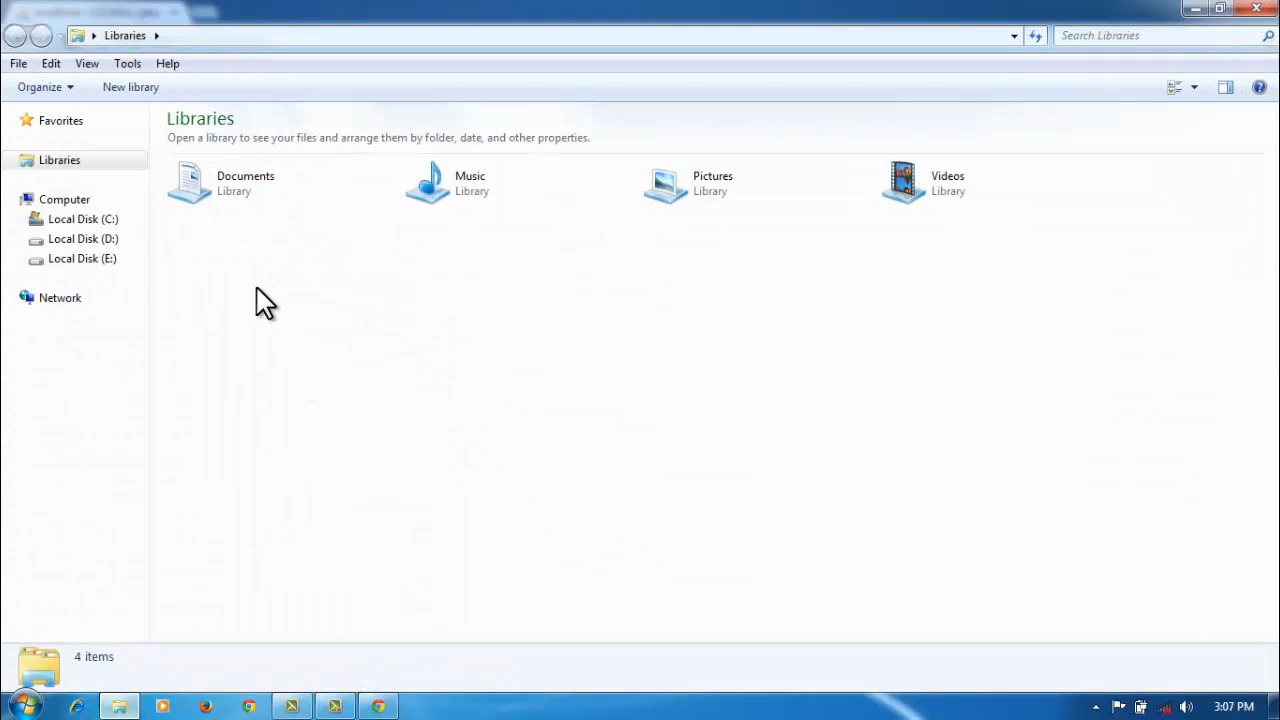 Libraries
Search Libraries
File Edit View Tools Help
Organize New library
Favorites
Libraries
Computer
Local Disk (C:)
Local Disk (D:)
Local Disk (E:)
Network
Libraries
Open a library to see your files and arrange them by folder, date, and other properties.
Documents
Library
Music
Library
Pictures
Library
Videos
Library
4 items
3:07 PM